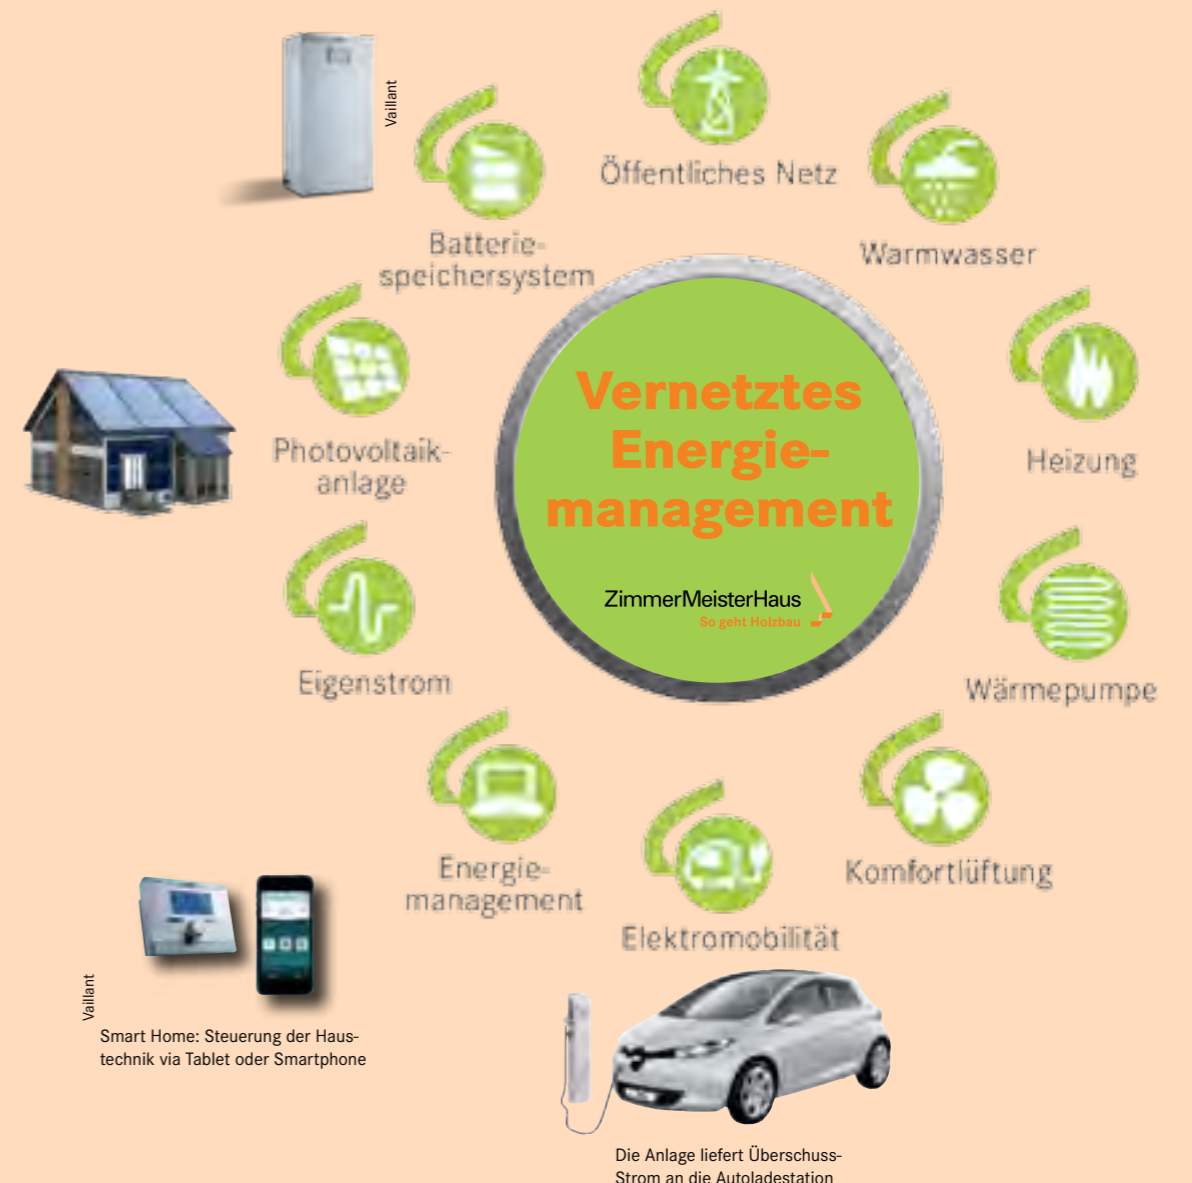 Vaillant
Öffentliches Netz
Batterie-
speichersystem
Warmwasser
Photovoltaik-
anlage
Vernetztes
Energie-
management
ZimmerMeisterHaus
So geht Holzbau
Heizung
Eigenstrom
Wärmepumpe
Energie-
management
Komfortlüftung
Elektromobilität
Vaillant
Smart Home: Steuerung der Haus-
technik via Tablet oder Smartphone
Die Anlage liefert Überschuss-
Strom an die Autoladestation